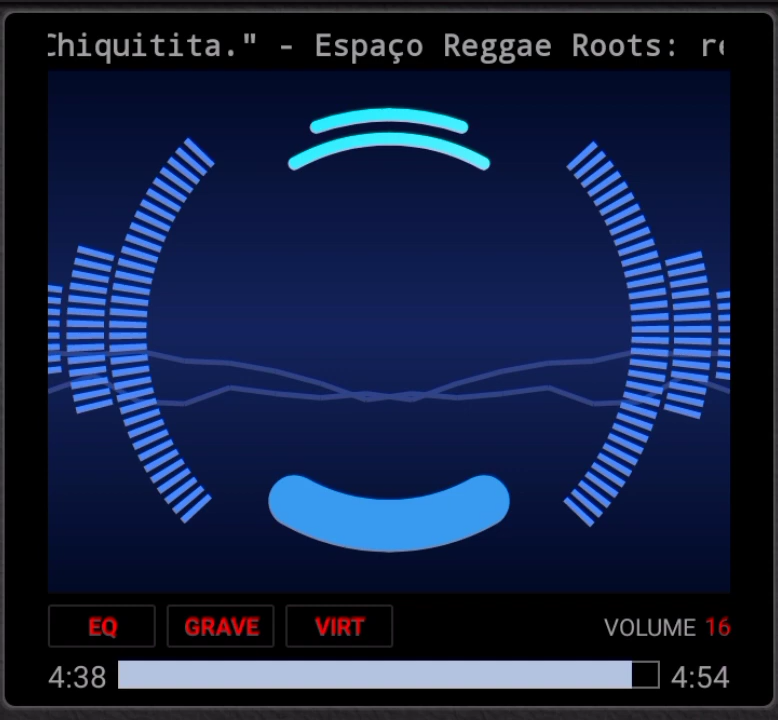 Chiquitita." - Espaço Reggae Roots:
EQ GRAVE VIRT VOLUME 16
4:38 4:54